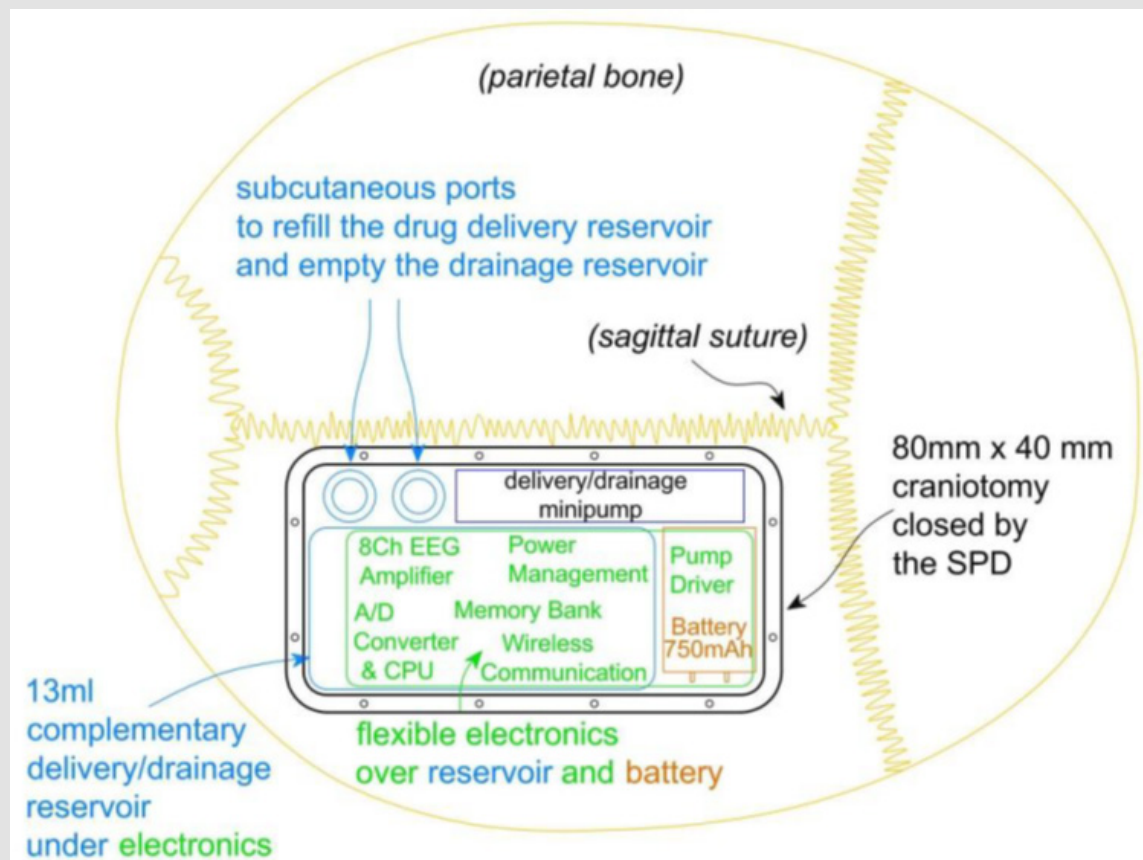 (parietal bone)
subcutaneous ports
to refill the drug delivery reservoir
and empty the drainage reservoir
(sagittal suture)
80mm x 40 mm
craniotomy
closed by
the SPD
delivery/drainage
minipump
8Ch EEG
Amplifier
Power
Management
Pump
Driver
A/D
Converter
& CPU
Memory Bank
Wireless
Communication
Battery
750mAh
13ml
complementary
delivery/drainage
reservoir
under electronics
flexible electronics
over reservoir and battery